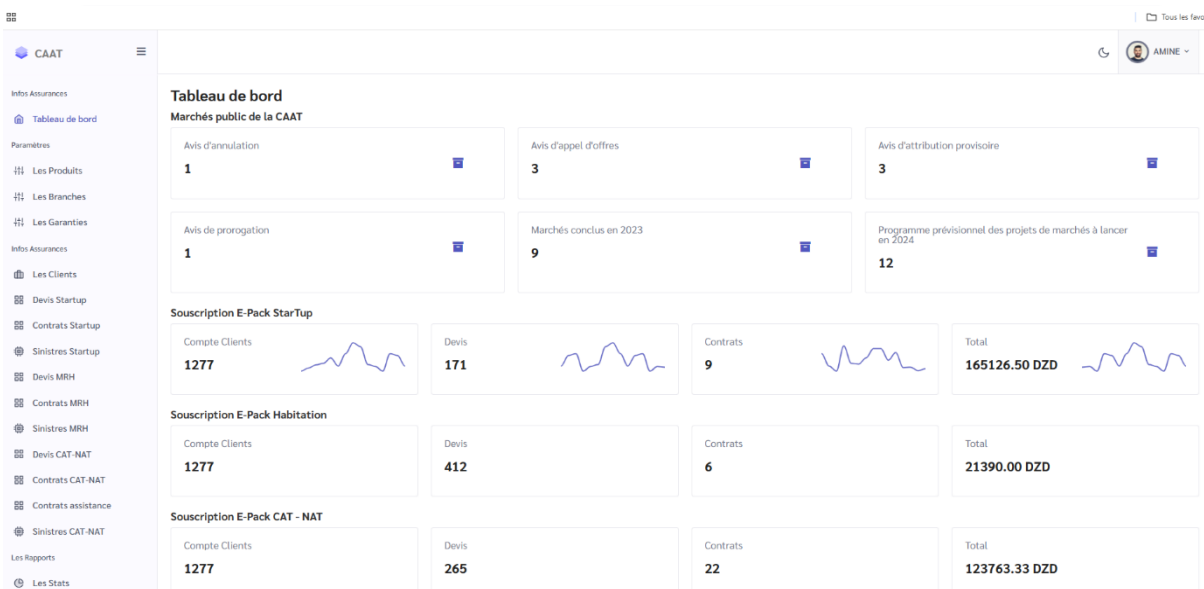 Tous les favo
CAAT
AMINE
Infos Assurances
Tableau de bord
Paramètres
Les Produits
Les Branches
Les Garanties
Infos Assurances
Les Clients
Devis Startup
Contrats Startup
Sinistres Startup
Devis MRH
Contrats MRH
Sinistres MRH
Devis CAT-NAT
Contrats CAT-NAT
Contrats assistance
Sinistres CAT-NAT
Les Rapports
Les Stats
Tableau de bord
Marchés public de la CAAT
Avis d'annulation
1
Avis d'appel d'offres
3
Avis d'attribution provisoire
3
Avis de prorogation
1
Marchés conclus en 2023
9
Programme prévisionnel des projets de marchés à lancer
en 2024
12
Souscription E-Pack StarTup
Compte Clients
1277
Devis
171
Contrats
9
Total
165126.50 DZD
Souscription E-Pack Habitation
Compte Clients
1277
Devis
412
Contrats
6
Total
21390.00 DZD
Souscription E-Pack CAT - NAT
Compte Clients
1277
Devis
265
Contrats
22
Total
123763.33 DZD